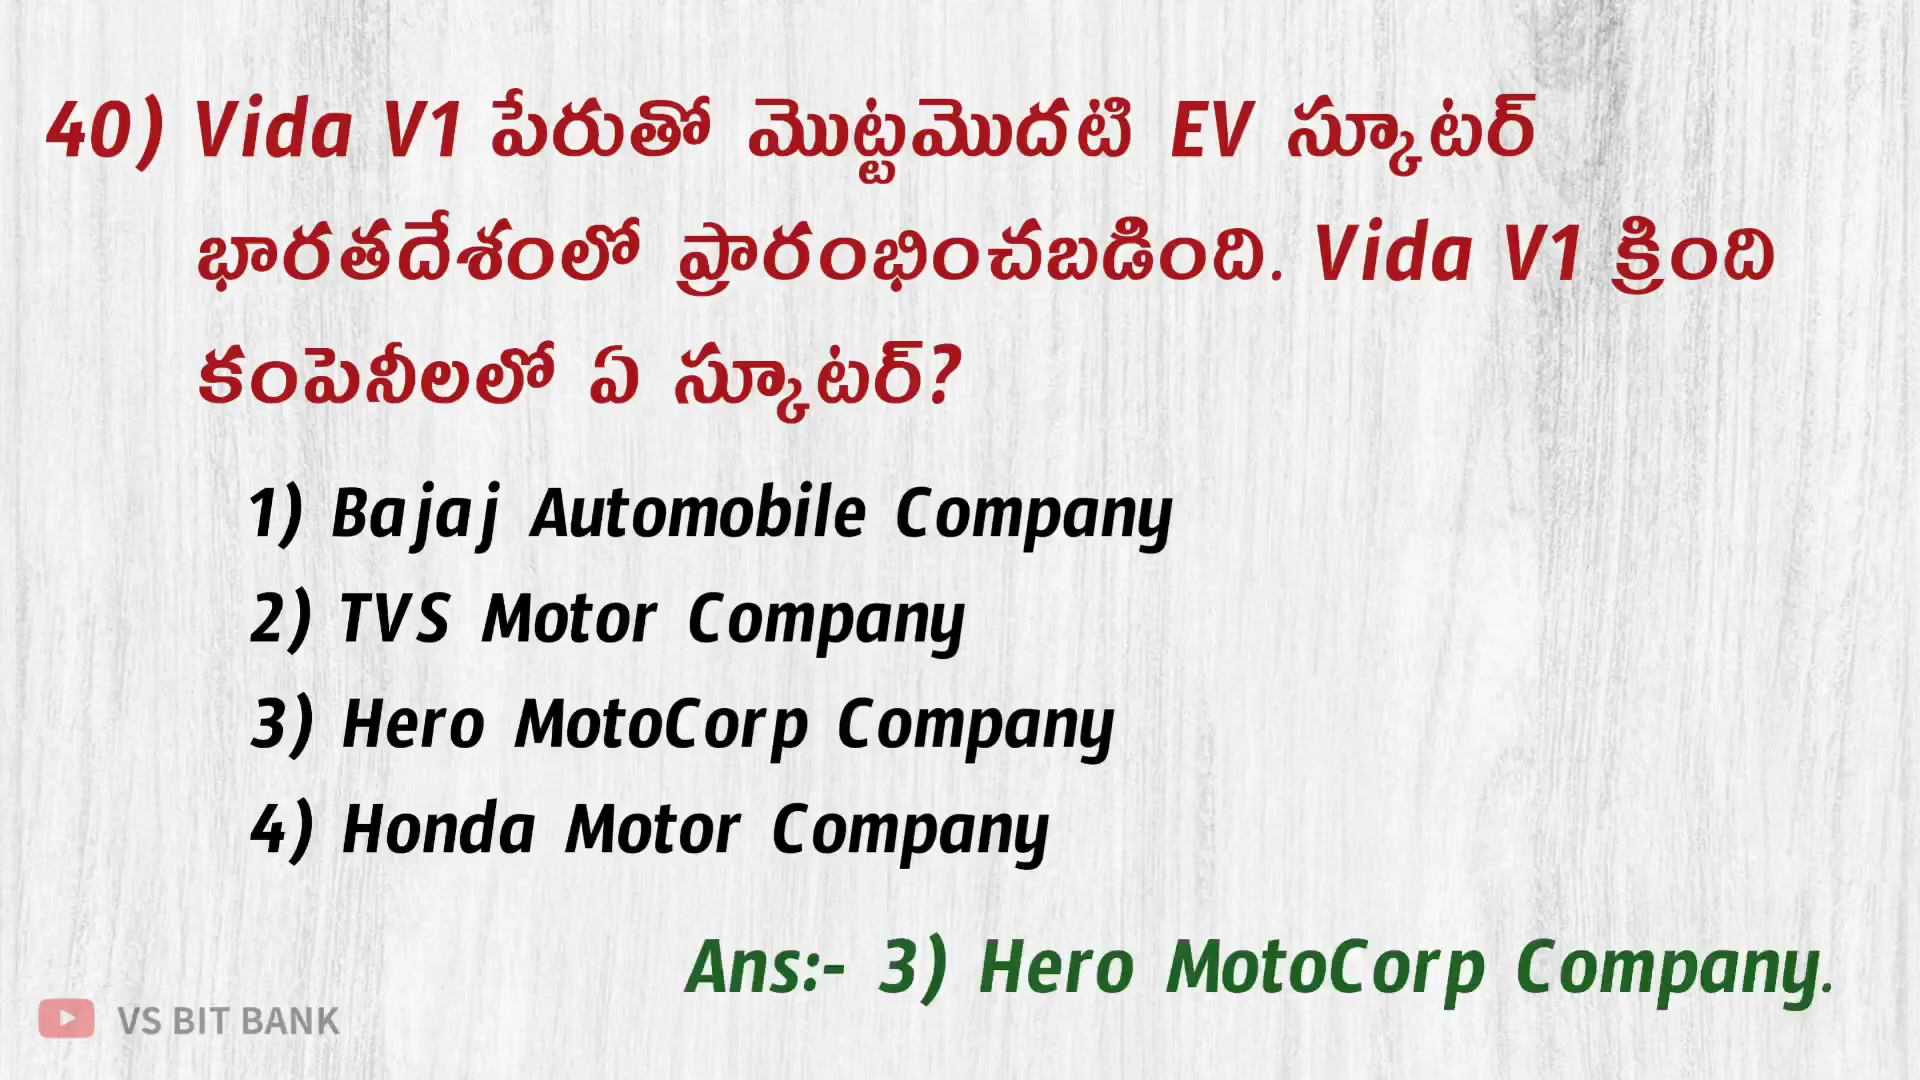 40) Vida V1 పేరుతో మొట్టమొదటి EV స్కూటర్
భారతదేశంలో ప్రారంభించబడింది. Vida V1 క్రింది
కంపెనీలలో ఏ స్కూటర్?
1) Bajaj Automobile Company
2) TVS Motor Company
3) Hero MotoCorp Company
4) Honda Motor Company
Ans:- 3) Hero MotoCorp Company.
VS BIT BANK